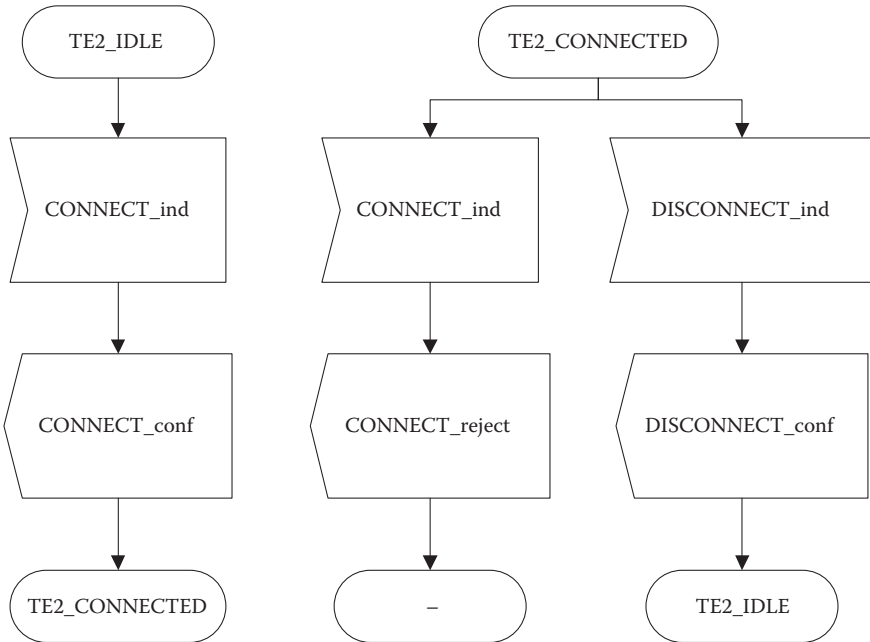 TE2_IDLE
TE2_CONNECTED
CONNECT_ind
CONNECT_ind
DISCONNECT_ind
CONNECT_conf
CONNECT_reject
DISCONNECT_conf
TE2_CONNECTED
–
TE2_IDLE